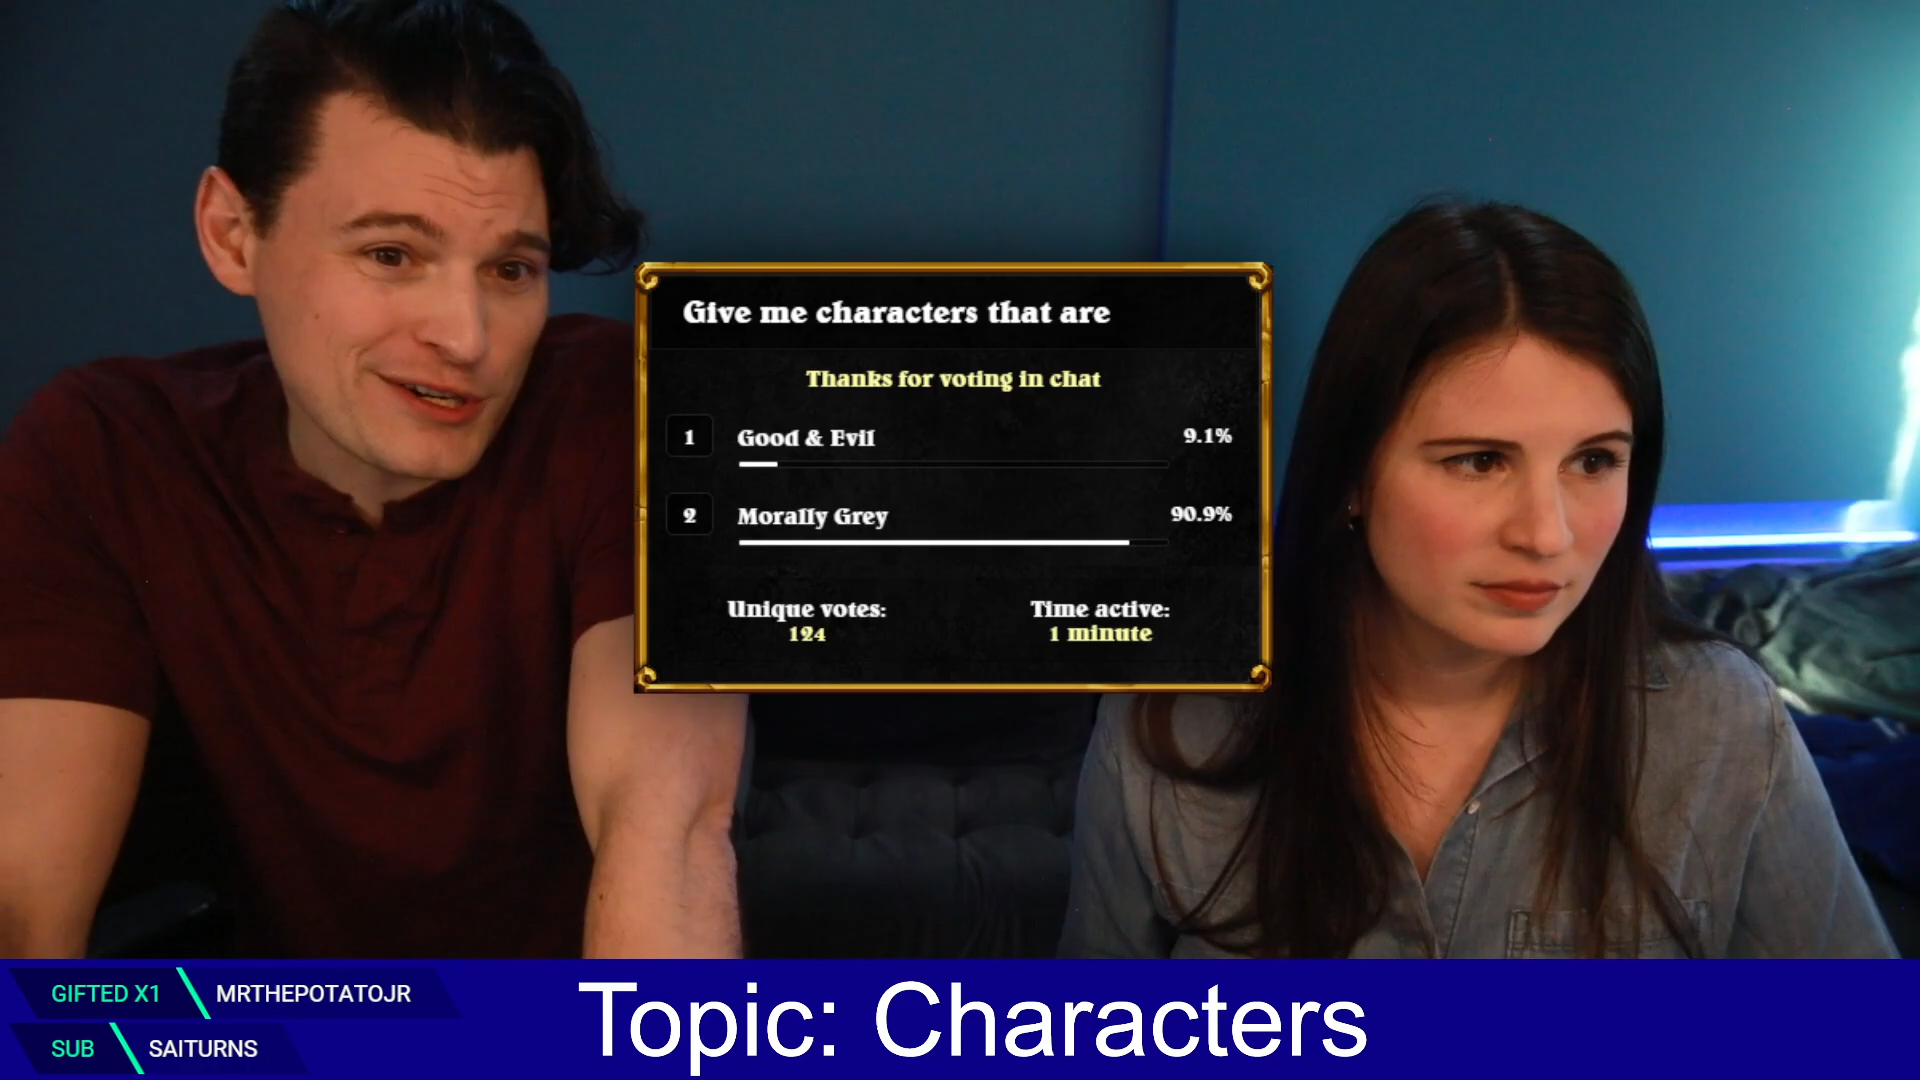 Give me characters that are
Thanks for voting in chat
1 Good & Evil 9.1%
2 Morally Grey 90.9%
Unique votes: Time active:
124 1 minute
GIFTED X1 MRTHEPOTATOJR
SUB SAITURNS
Topic: Characters